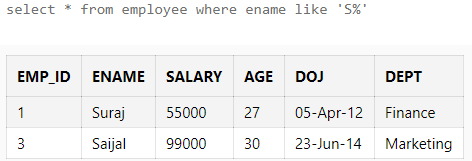 select * from employee where ename like 'S%'
EMP_ID ENAME SALARY AGE DOJ DEPT
1 Suraj 55000 27 05-Apr-12 Finance
3 Saijal 99000 30 23-Jun-14 Marketing